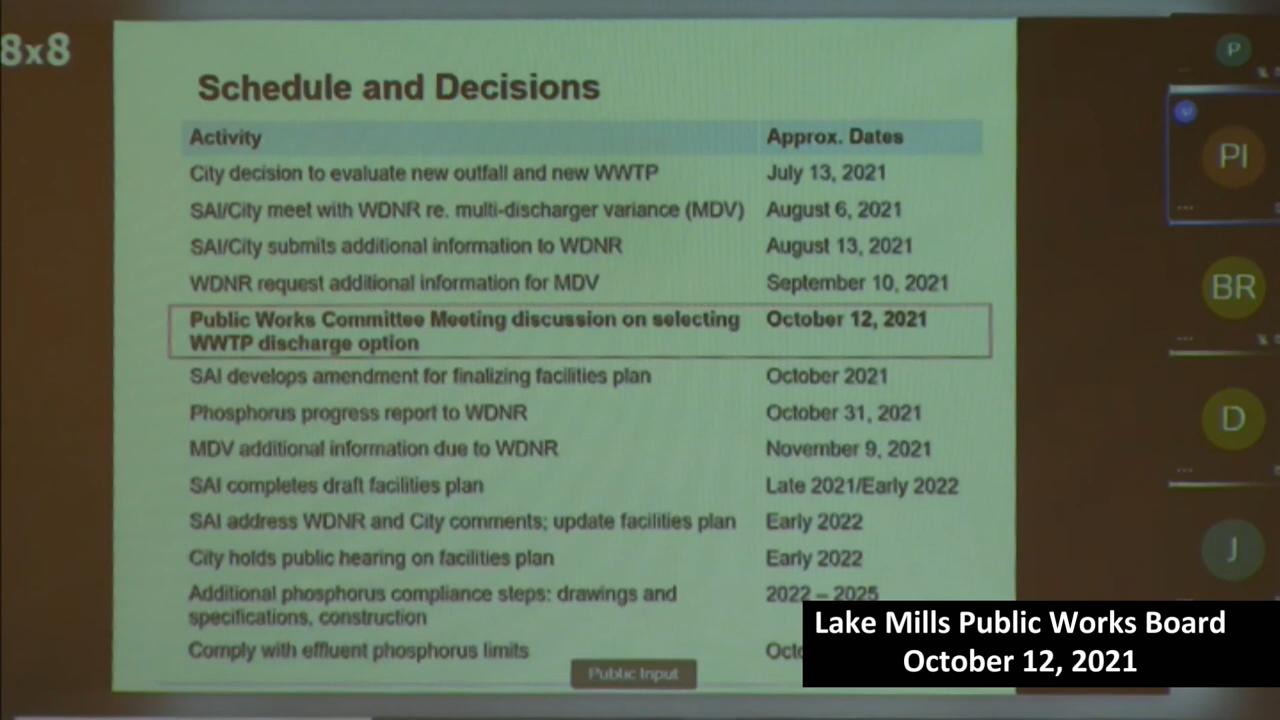 8x8
Schedule and Decisions
Activity Approx. Dates
City decision to evaluate new outfall and new WWTP July 13, 2021
SAI/City meet with WDNR re. multi-discharger variance (MDV) August 6, 2021
SAI/City submits additional information to WDNR August 13, 2021
WDNR request additional information for MDV September 10, 2021
Public Works Committee Meeting discussion on selecting October 12, 2021
WWTP discharge option
SAI develops amendment for finalizing facilities plan October 2021
Phosphorus progress report to WDNR October 31, 2021
MDV additional information due to WDNR November 9, 2021
SAI completes draft facilities plan Late 2021/Early 2022
SAI address WDNR and City comments; update facilities plan Early 2022
City holds public hearing on facilities plan Early 2022
Additional phosphorus compliance steps: drawings and 2022 – 2025
specifications, construction
Comply with effluent phosphorus limits
Public Input
P
PI
BR
D
J
Lake Mills Public Works Board
October 12, 2021